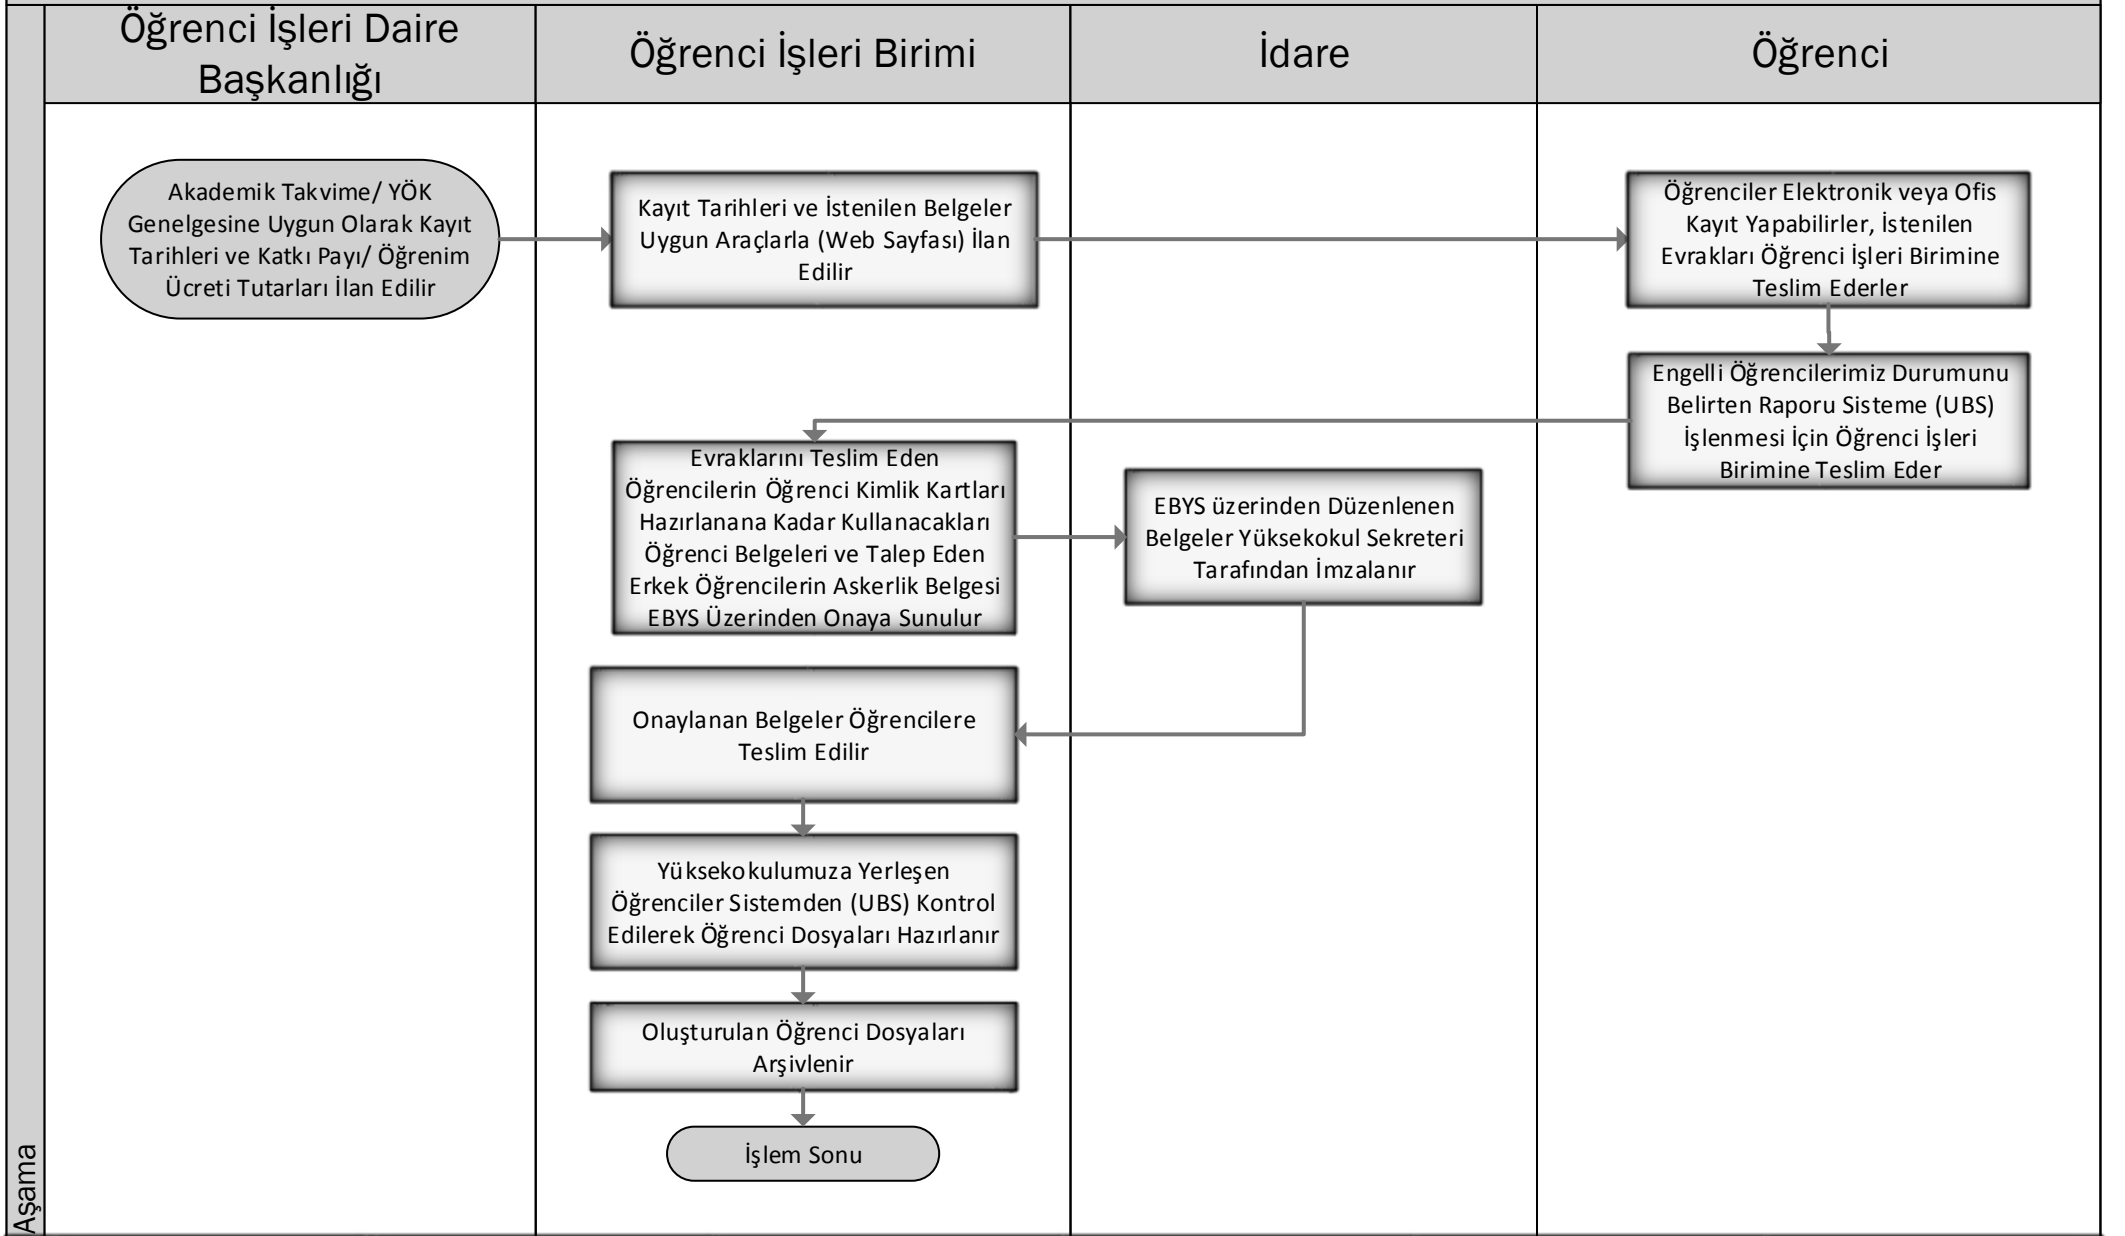 Öğrenci İşleri Daire
Başkanlığı
Öğrenci İşleri Birimi
İdare
Öğrenci
Akademik Takvime/ YÖK
Genelgesine Uygun Olarak Kayıt
Tarihleri ve Katkı Payı/ Öğrenim
Ücreti Tutarları İlan Edilir
Kayıt Tarihleri ve İstenilen Belgeler
Uygun Araçlarla (Web Sayfası) İlan
Edilir
Öğrenciler Elektronik veya Ofis
Kayıt Yapabilirler, İstenilen
Evrakları Öğrenci İşleri Birimine
Teslim Ederler
Engelli Öğrencilerimiz Durumunu
Belirten Raporu Sisteme (UBS)
İşlenmesi İçin Öğrenci İşleri
Birimine Teslim Eder
Evraklarını Teslim Eden
Öğrencilerin Öğrenci Kimlik Kartları
Hazırlanana Kadar Kullanacakları
Öğrenci Belgeleri ve Talep Eden
Erkek Öğrencilerin Askerlik Belgesi
EBYS Üzerinden Onaya Sunulur
EBYS üzerinden Düzenlenen
Belgeler Yüksekokul Sekreteri
Tarafından İmzalanır
Onaylanan Belgeler Öğrencilere
Teslim Edilir
Yüksekokulumuza Yerleşen
Öğrenciler Sistemden (UBS) Kontrol
Edilerek Öğrenci Dosyaları Hazırlanır
Oluşturulan Öğrenci Dosyaları
Arşivlenir
İşlem Sonu
Aşama